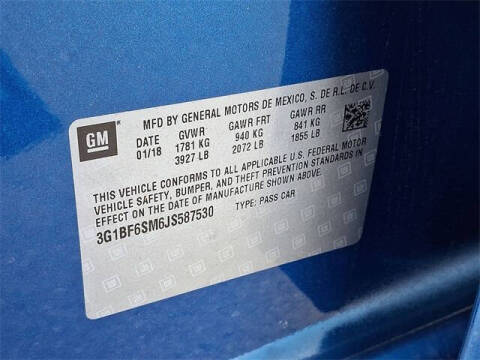 MFD BY GENERAL MOTORS DE MEXICO, S. DE R.L. DE C.V.
GM DATE GVWR GAWR FRT GAWR RR
01/18 1781 KG 940 KG 841 KG
3927 LB 2072 LB 1855 LB
THIS VEHICLE CONFORMS TO ALL APPLICABLE U.S. FEDERAL MOTOR
VEHICLE SAFETY, BUMPER, AND THEFT PREVENTION STANDARDS IN
EFFECT ON THE DATE OF MANUFACTURE SHOWN ABOVE.
3G1BF6SM6JS587530 TYPE: PASS CAR